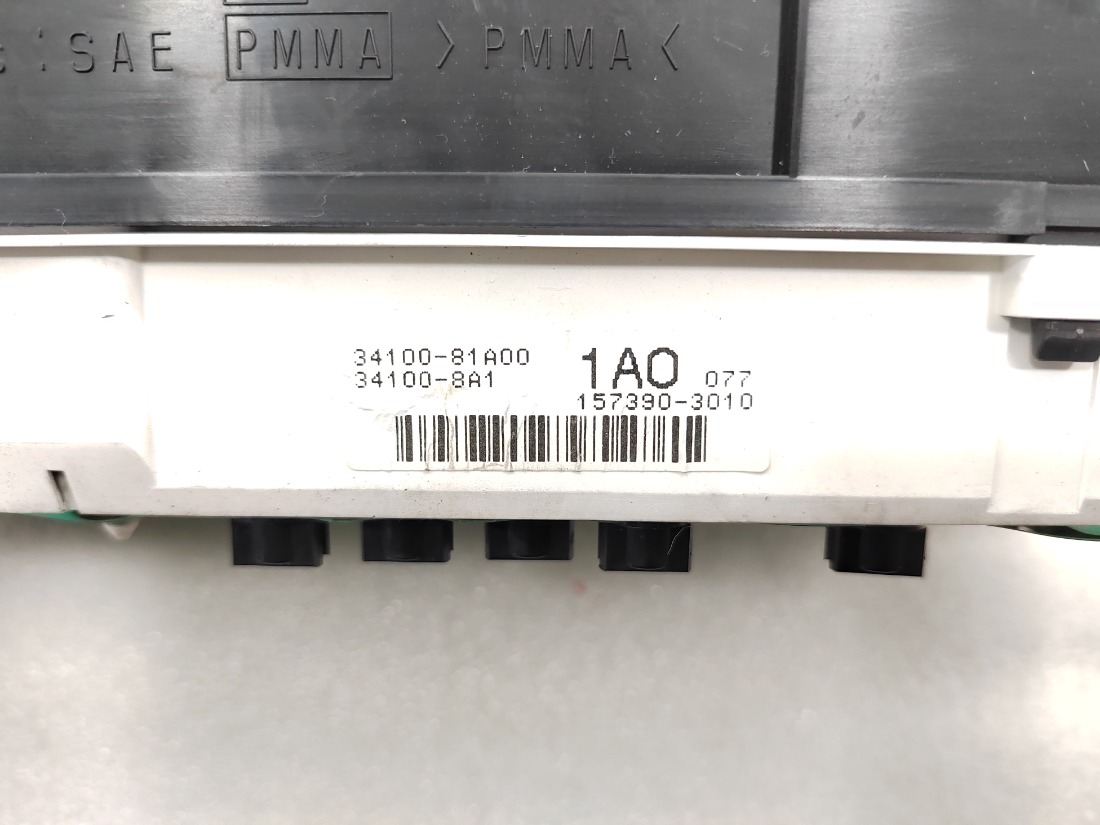 SAE PMMA >PMMA<
34100-81A00 1A0 077
34100-8A1
157390-3010